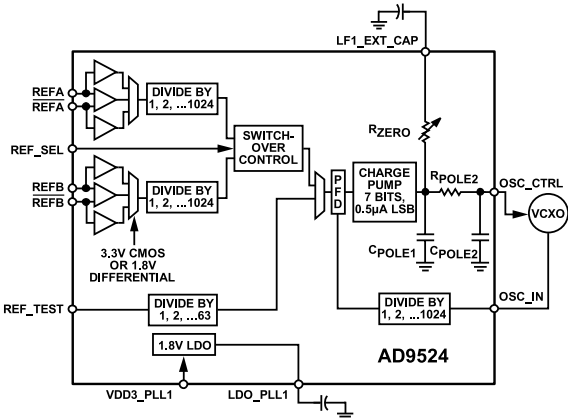 LF1_EXT_CAP
REFA
REFA
DIVIDE BY
1, 2, ...1024
REF_SEL
SWITCH-
OVER
CONTROL
RZERO
REFB
REFB
DIVIDE BY
1, 2, ...1024
PFD
CHARGE
PUMP
7 BITS,
0.5µA LSB
RPOLE2
OSC_CTRL
VCXO
CPOLE1
CPOLE2
3.3V CMOS
OR 1.8V
DIFFERENTIAL
REF_TEST
DIVIDE BY
1, 2, ...63
DIVIDE BY
1, 2, ...1024
OSC_IN
1.8V LDO
AD9524
VDD3_PLL1
LDO_PLL1